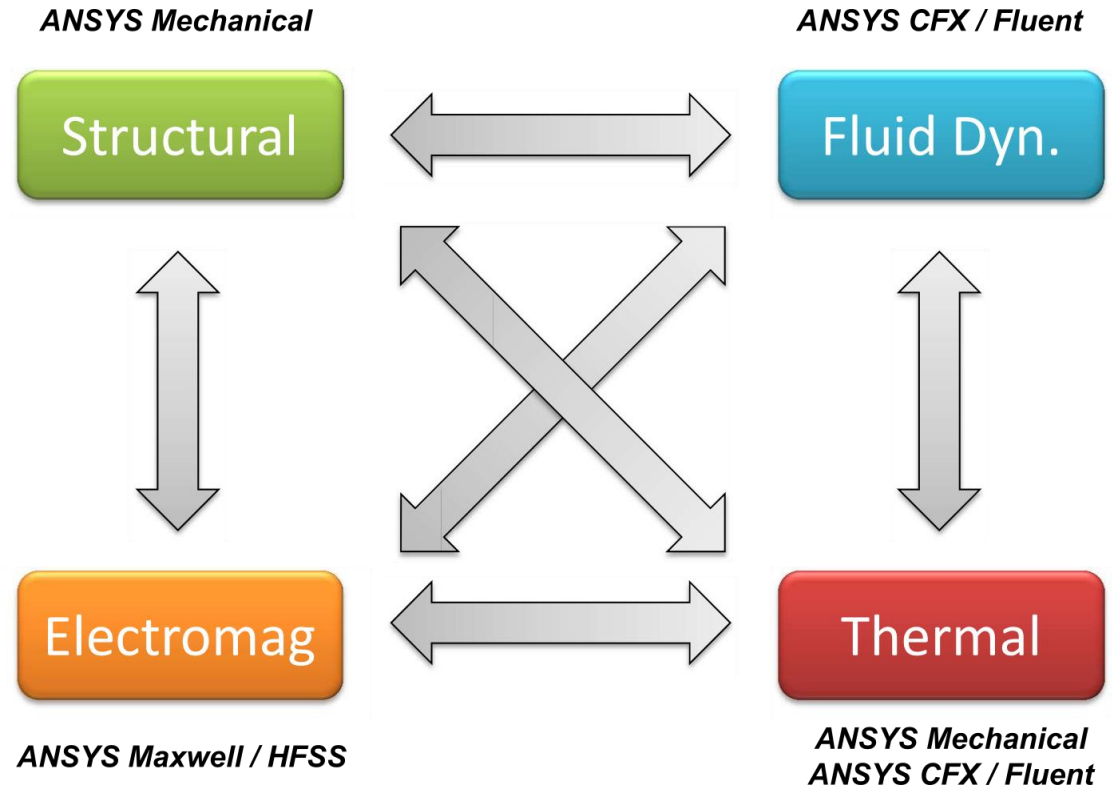 ANSYS Mechanical
ANSYS CFX / Fluent
Structural
Fluid Dyn.
Electromag
Thermal
ANSYS Maxwell / HFSS
ANSYS Mechanical
ANSYS CFX / Fluent